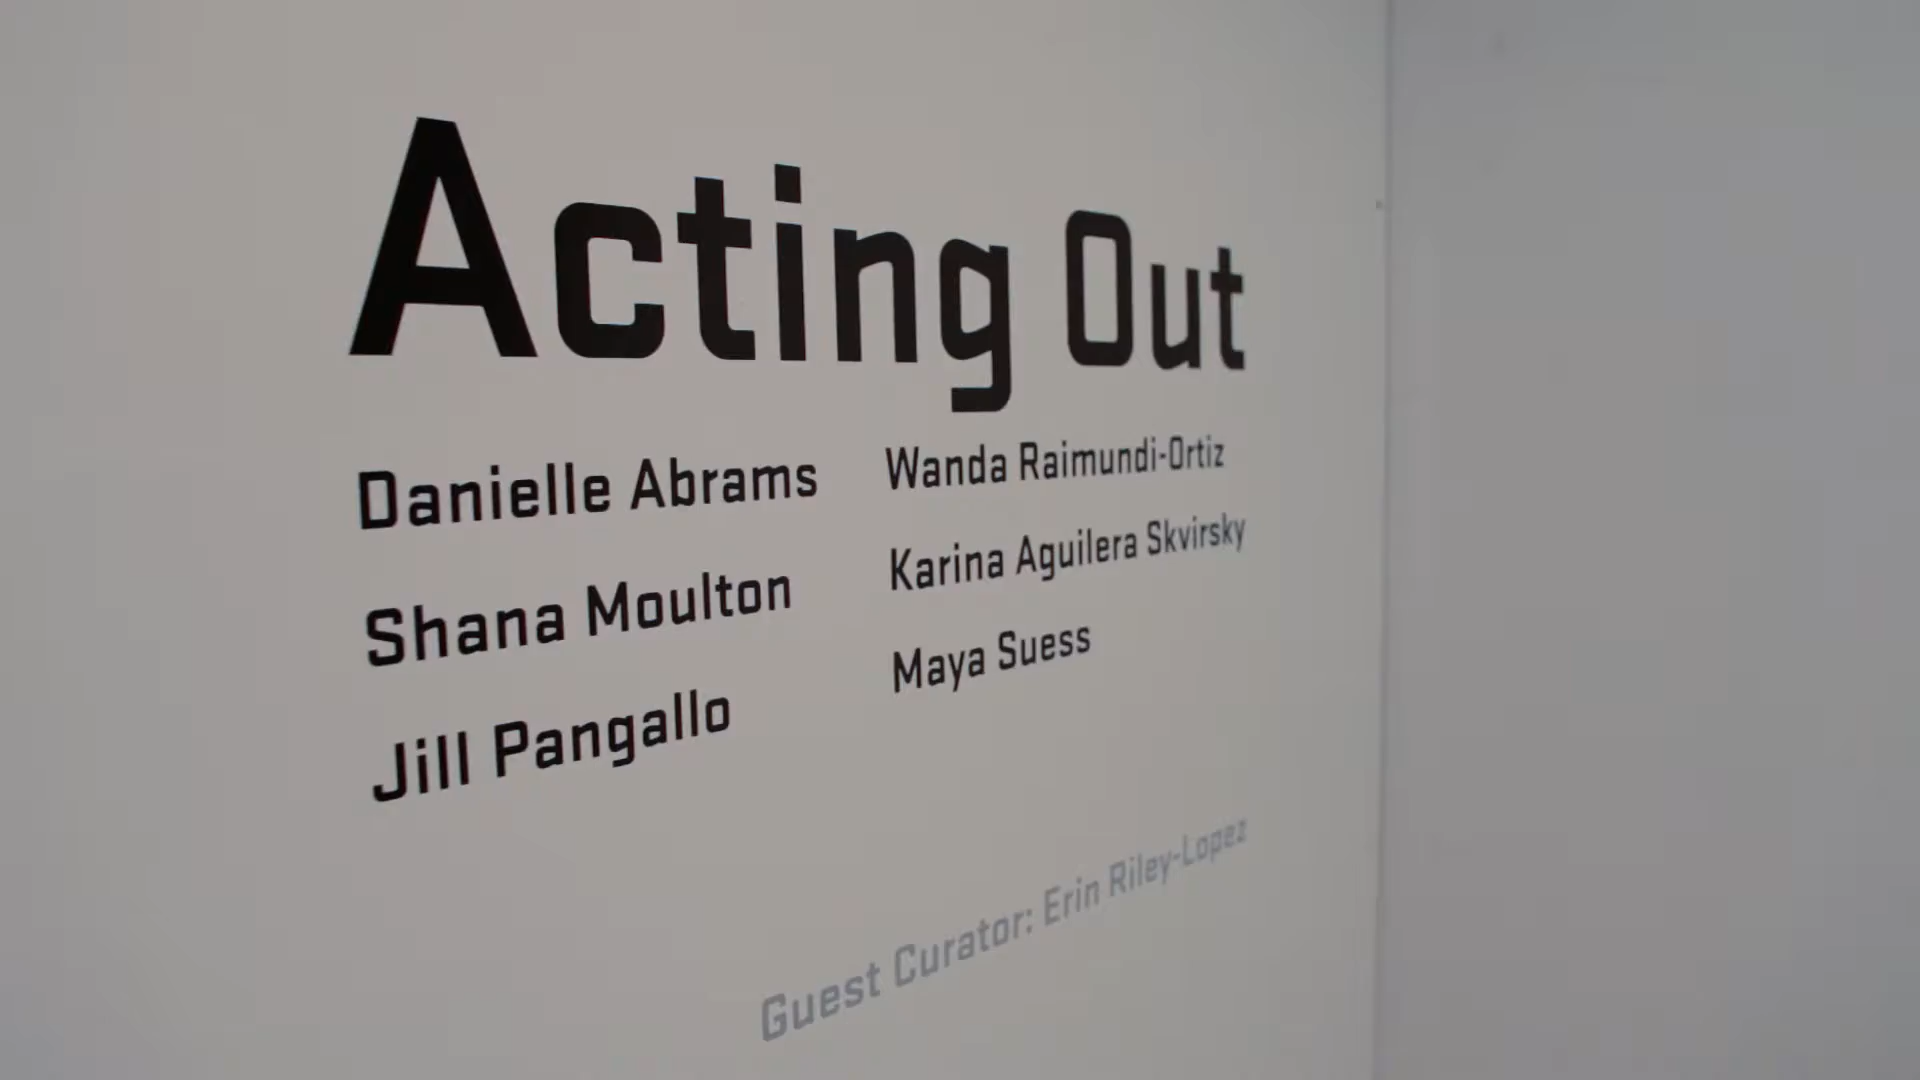 Acting Out
Danielle Abrams
Shana Moulton
Jill Pangallo
Wanda Raimundi-Ortiz
Karina Aguilera Skvirsky
Maya Suess
Guest Curator: Erin Riley-Lopez